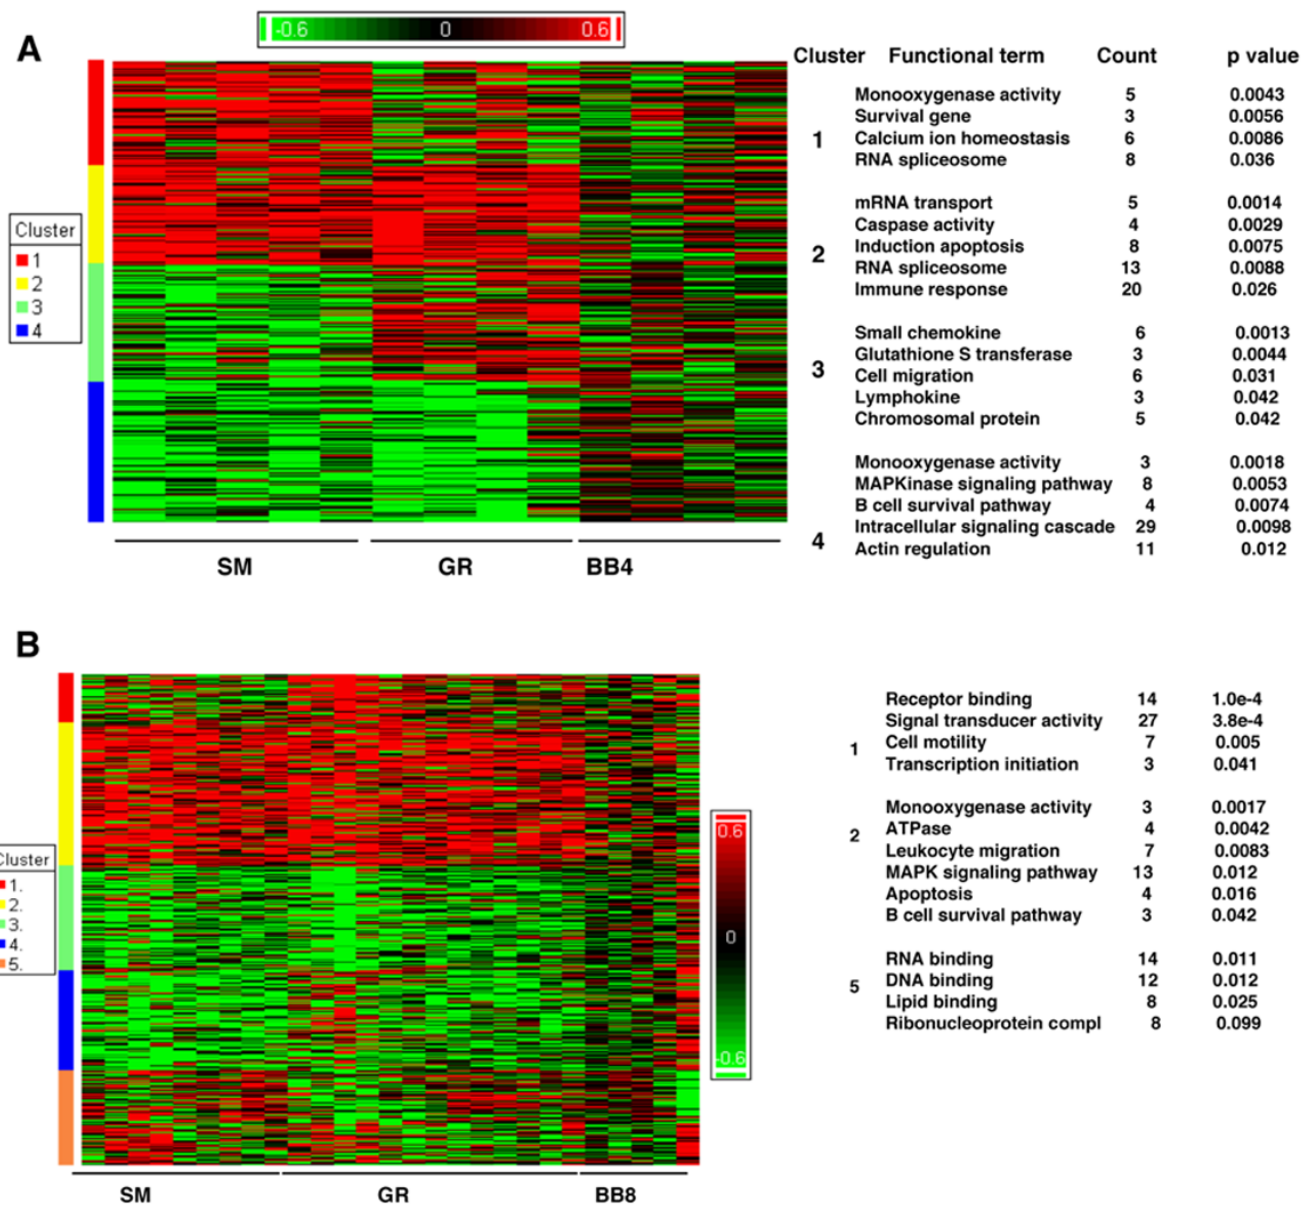 A
-0.6 0 0.6
Cluster Functional term Count p value
Cluster
1
2
3
4
1
Monooxygenase activity 5 0.0043
Survival gene 3 0.0056
Calcium ion homeostasis 6 0.0086
RNA spliceosome 8 0.036
2
mRNA transport 5 0.0014
Caspase activity 4 0.0029
Induction apoptosis 8 0.0075
RNA spliceosome 13 0.0088
Immune response 20 0.026
3
Small chemokine 6 0.0013
Glutathione S transferase 3 0.0044
Cell migration 6 0.031
Lymphokine 3 0.042
Chromosomal protein 5 0.042
4
Monooxygenase activity 3 0.0018
MAPKinase signaling pathway 8 0.0053
B cell survival pathway 4 0.0074
Intracellular signaling cascade 29 0.0098
Actin regulation 11 0.012
SM GR BB4
B
Cluster
1.
2.
3.
4.
5.
0.6
0
-0.6
1
Receptor binding 14 1.0e-4
Signal transducer activity 27 3.8e-4
Cell motility 7 0.005
Transcription initiation 3 0.041
2
Monooxygenase activity 3 0.0017
ATPase 4 0.0042
Leukocyte migration 7 0.0083
MAPK signaling pathway 13 0.012
Apoptosis 4 0.016
B cell survival pathway 3 0.042
5
RNA binding 14 0.011
DNA binding 12 0.012
Lipid binding 8 0.025
Ribonucleoprotein compl 8 0.099
SM GR BB8